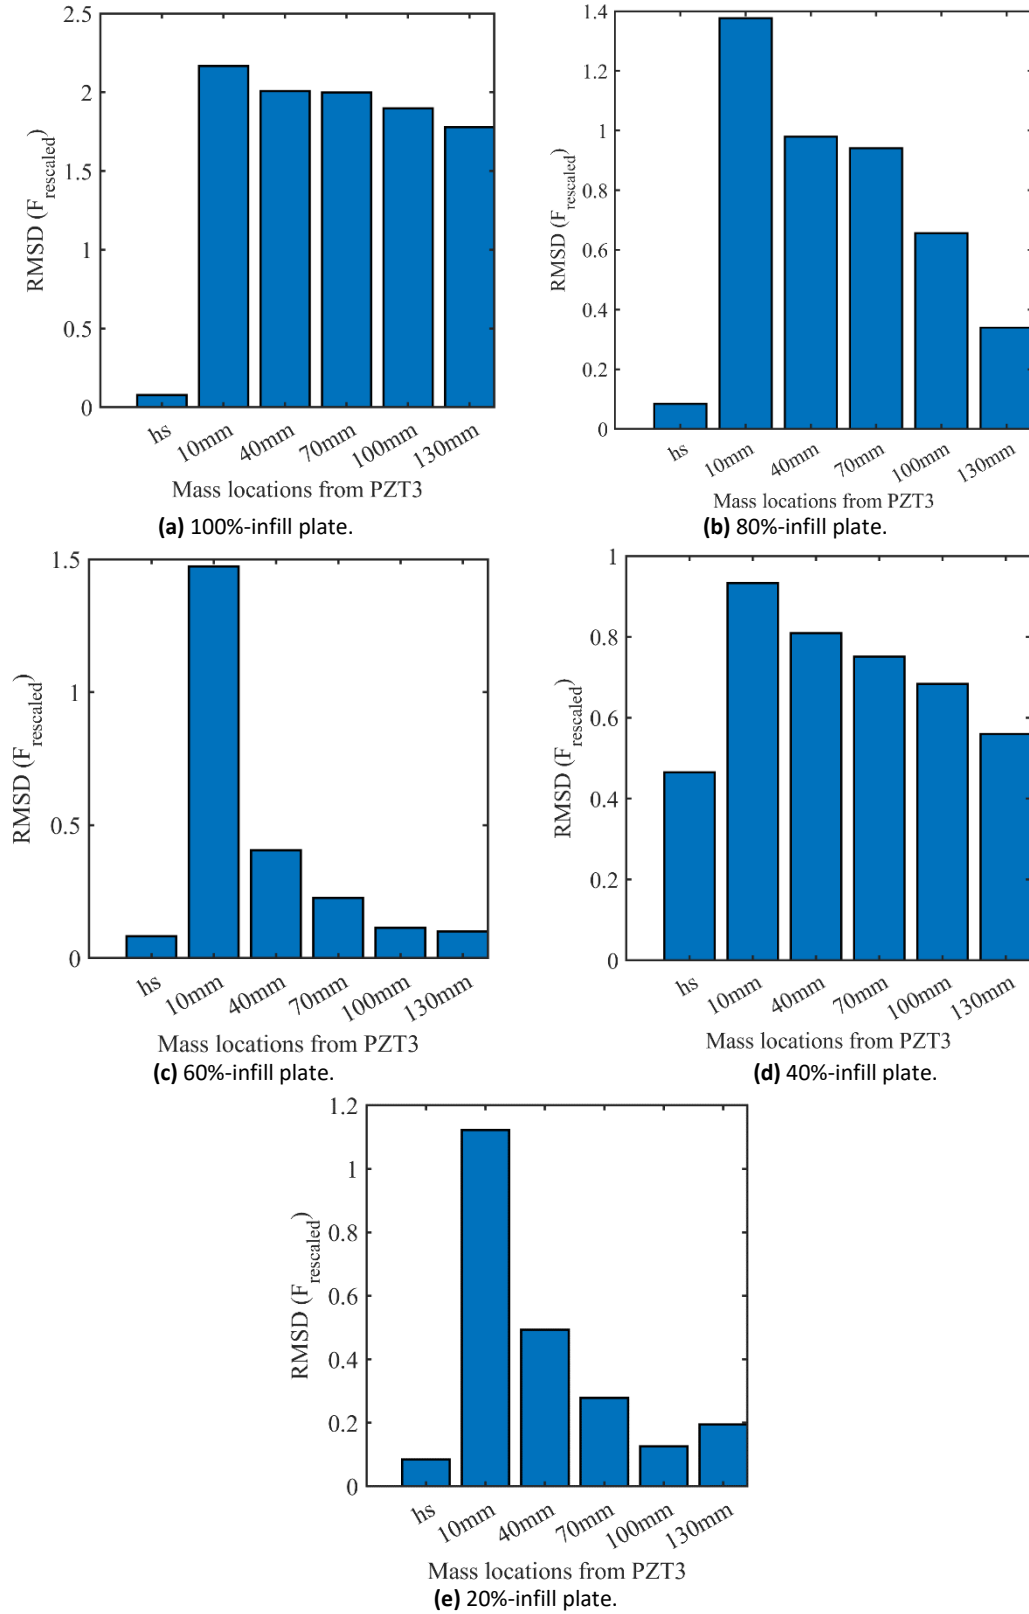 2.5
2
1.5
1
0.5
0
RMSD (F_rescaled)
hs 10mm 40mm 70mm 100mm 130mm
Mass locations from PZT3
(a) 100%-infill plate.
1.4
1.2
1
0.8
0.6
0.4
0.2
0
RMSD (F_rescaled)
hs 10mm 40mm 70mm 100mm 130mm
Mass locations from PZT3
(b) 80%-infill plate.
1.5
1
0.5
0
RMSD (F_rescaled)
hs 10mm 40mm 70mm 100mm 130mm
Mass locations from PZT3
(c) 60%-infill plate.
1
0.8
0.6
0.4
0.2
0
RMSD (F_rescaled)
hs 10mm 40mm 70mm 100mm 130mm
Mass locations from PZT3
(d) 40%-infill plate.
1.2
1
0.8
0.6
0.4
0.2
0
RMSD (F_rescaled)
hs 10mm 40mm 70mm 100mm 130mm
Mass locations from PZT3
(e) 20%-infill plate.